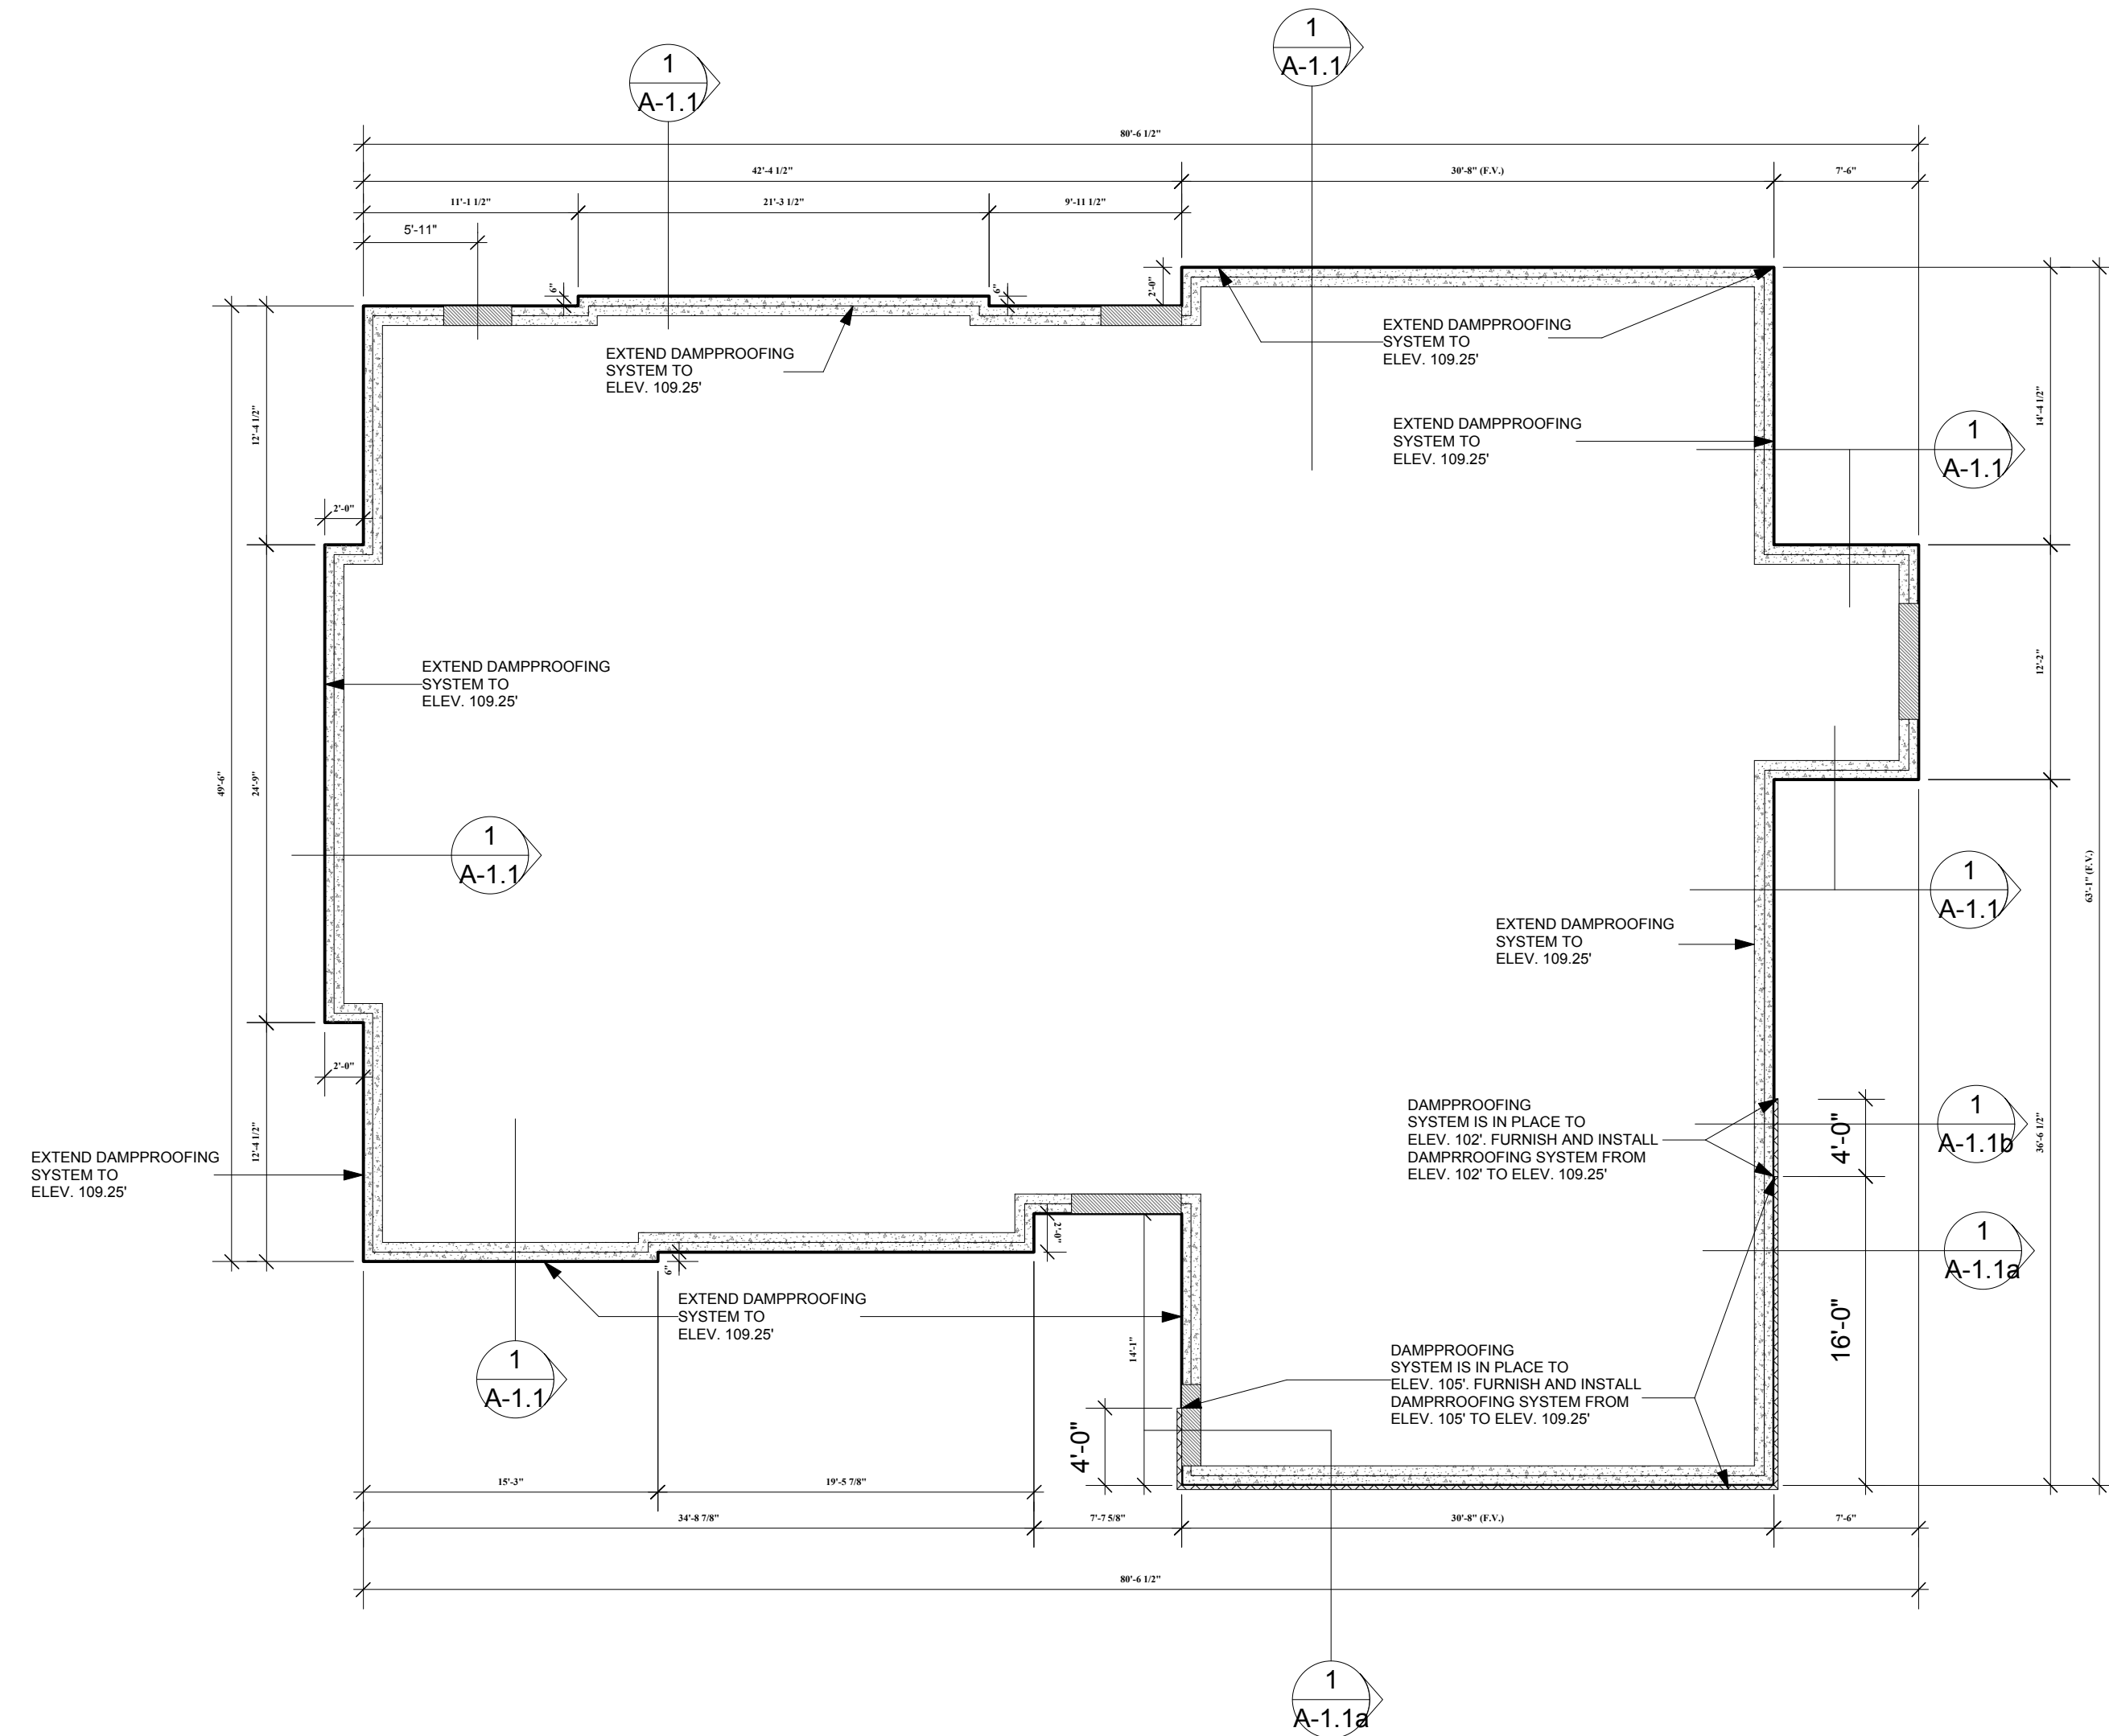 1
A-1.1
1
A-1.1
80'-6 1/2"
42'-4 1/2"
30'-8" (F.V.)
7'-6"
11'-1 1/2"
21'-3 1/2"
9'-11 1/2"
5'-11"
6"
6"
2'-0"
EXTEND DAMPPROOFING
SYSTEM TO
ELEV. 109.25'
EXTEND DAMPPROOFING
SYSTEM TO
ELEV. 109.25'
EXTEND DAMPPROOFING
SYSTEM TO
ELEV. 109.25'
12'-4 1/2"
14'-4 1/2"
1
A-1.1
2'-0"
EXTEND DAMPPROOFING
SYSTEM TO
ELEV. 109.25'
12'-2"
49'-6"
24'-9"
1
A-1.1
1
A-1.1
63'-1" (F.V.)
EXTEND DAMPROOFING
SYSTEM TO
ELEV. 109.25'
2'-0"
12'-4 1/2"
EXTEND DAMPPROOFING
SYSTEM TO
ELEV. 109.25'
DAMPPROOFING
SYSTEM IS IN PLACE TO
ELEV. 102'. FURNISH AND INSTALL
DAMPRROOFING SYSTEM FROM
ELEV. 102' TO ELEV. 109.25'
4'-0"
1
A-1.1b
36'-6 1/2"
2'-0"
6"
1
A-1.1a
EXTEND DAMPPROOFING
SYSTEM TO
ELEV. 109.25'
14'-1"
16'-0"
1
A-1.1
DAMPPROOFING
SYSTEM IS IN PLACE TO
ELEV. 105'. FURNISH AND INSTALL
DAMPRROOFING SYSTEM FROM
ELEV. 105' TO ELEV. 109.25'
4'-0"
15'-3"
19'-5 7/8"
34'-8 7/8"
7'-7 5/8"
30'-8" (F.V.)
7'-6"
80'-6 1/2"
1
A-1.1a